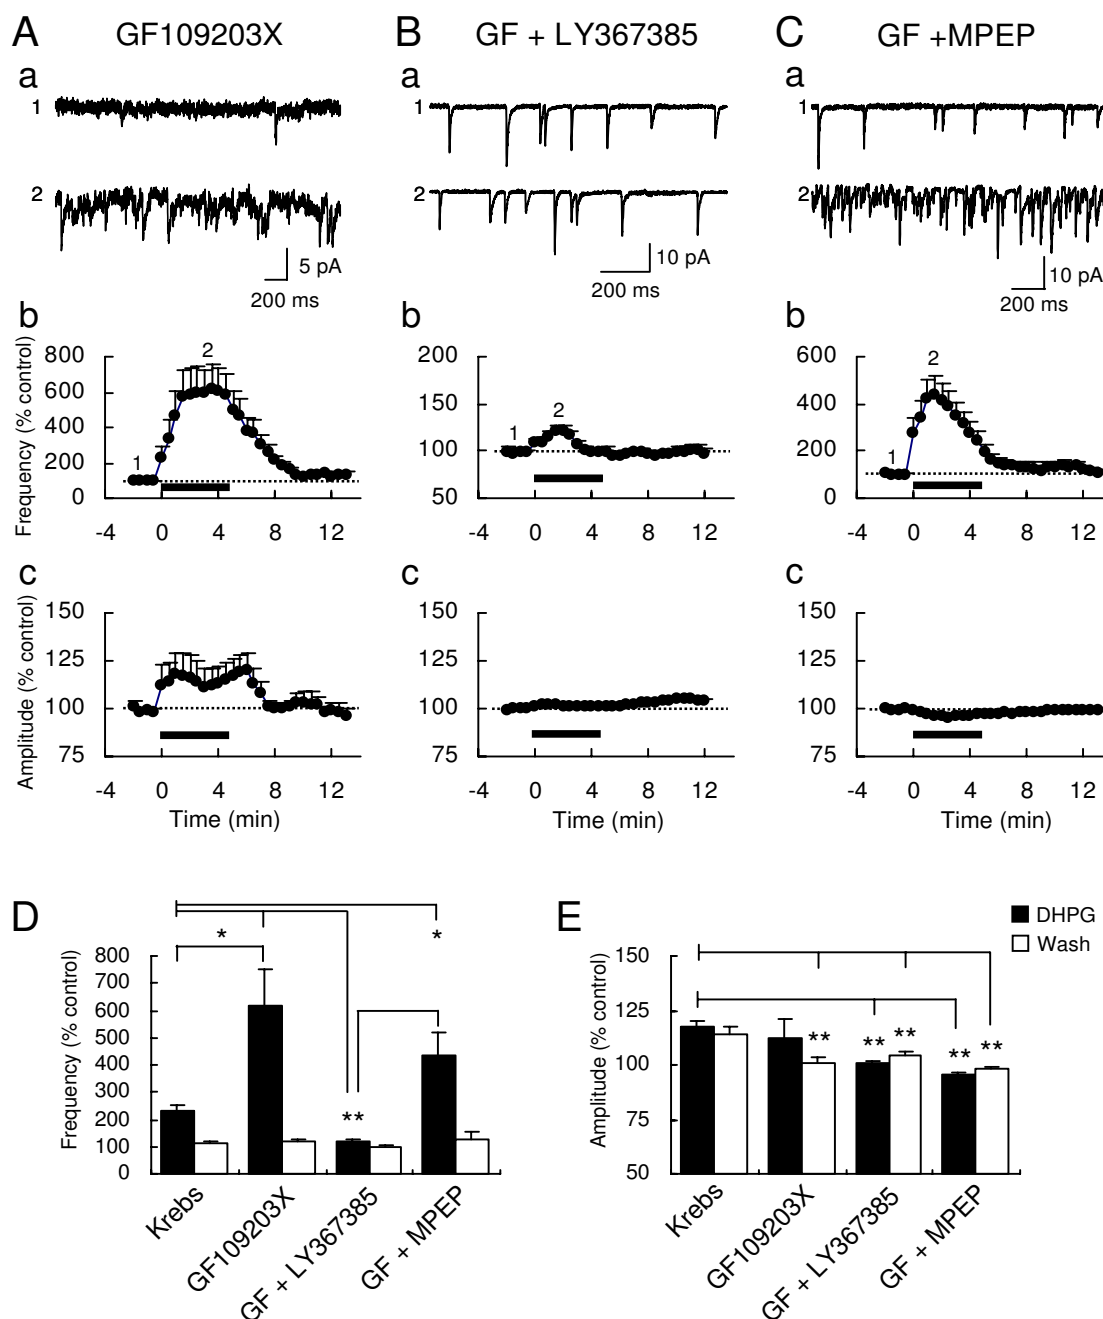 A GF109203X B GF + LY367385 C GF +MPEP
a a a
1 1 1
2 2 2
5 pA 10 pA 10 pA
200 ms 200 ms 200 ms
b b b
Frequency (% control)
800 200 600
600 150 400
400 100 200
200 50 0
0
1 2 1 2 1 2
-4 0 4 8 12 -4 0 4 8 12 -4 0 4 8 12
c c c
Amplitude (% control)
150 150 150
125 125 125
100 100 100
75 75 75
-4 0 4 8 12 -4 0 4 8 12 -4 0 4 8 12
Time (min) Time (min) Time (min)
D
Frequency (% control)
800
700
600
500
400
300
200
100
0
* *
**
Krebs GF109203X GF + LY367385 GF + MPEP
E
DHPG
Wash
Amplitude (% control)
150
125
100
75
50
** ** ** ** **
Krebs GF109203X GF + LY367385 GF + MPEP